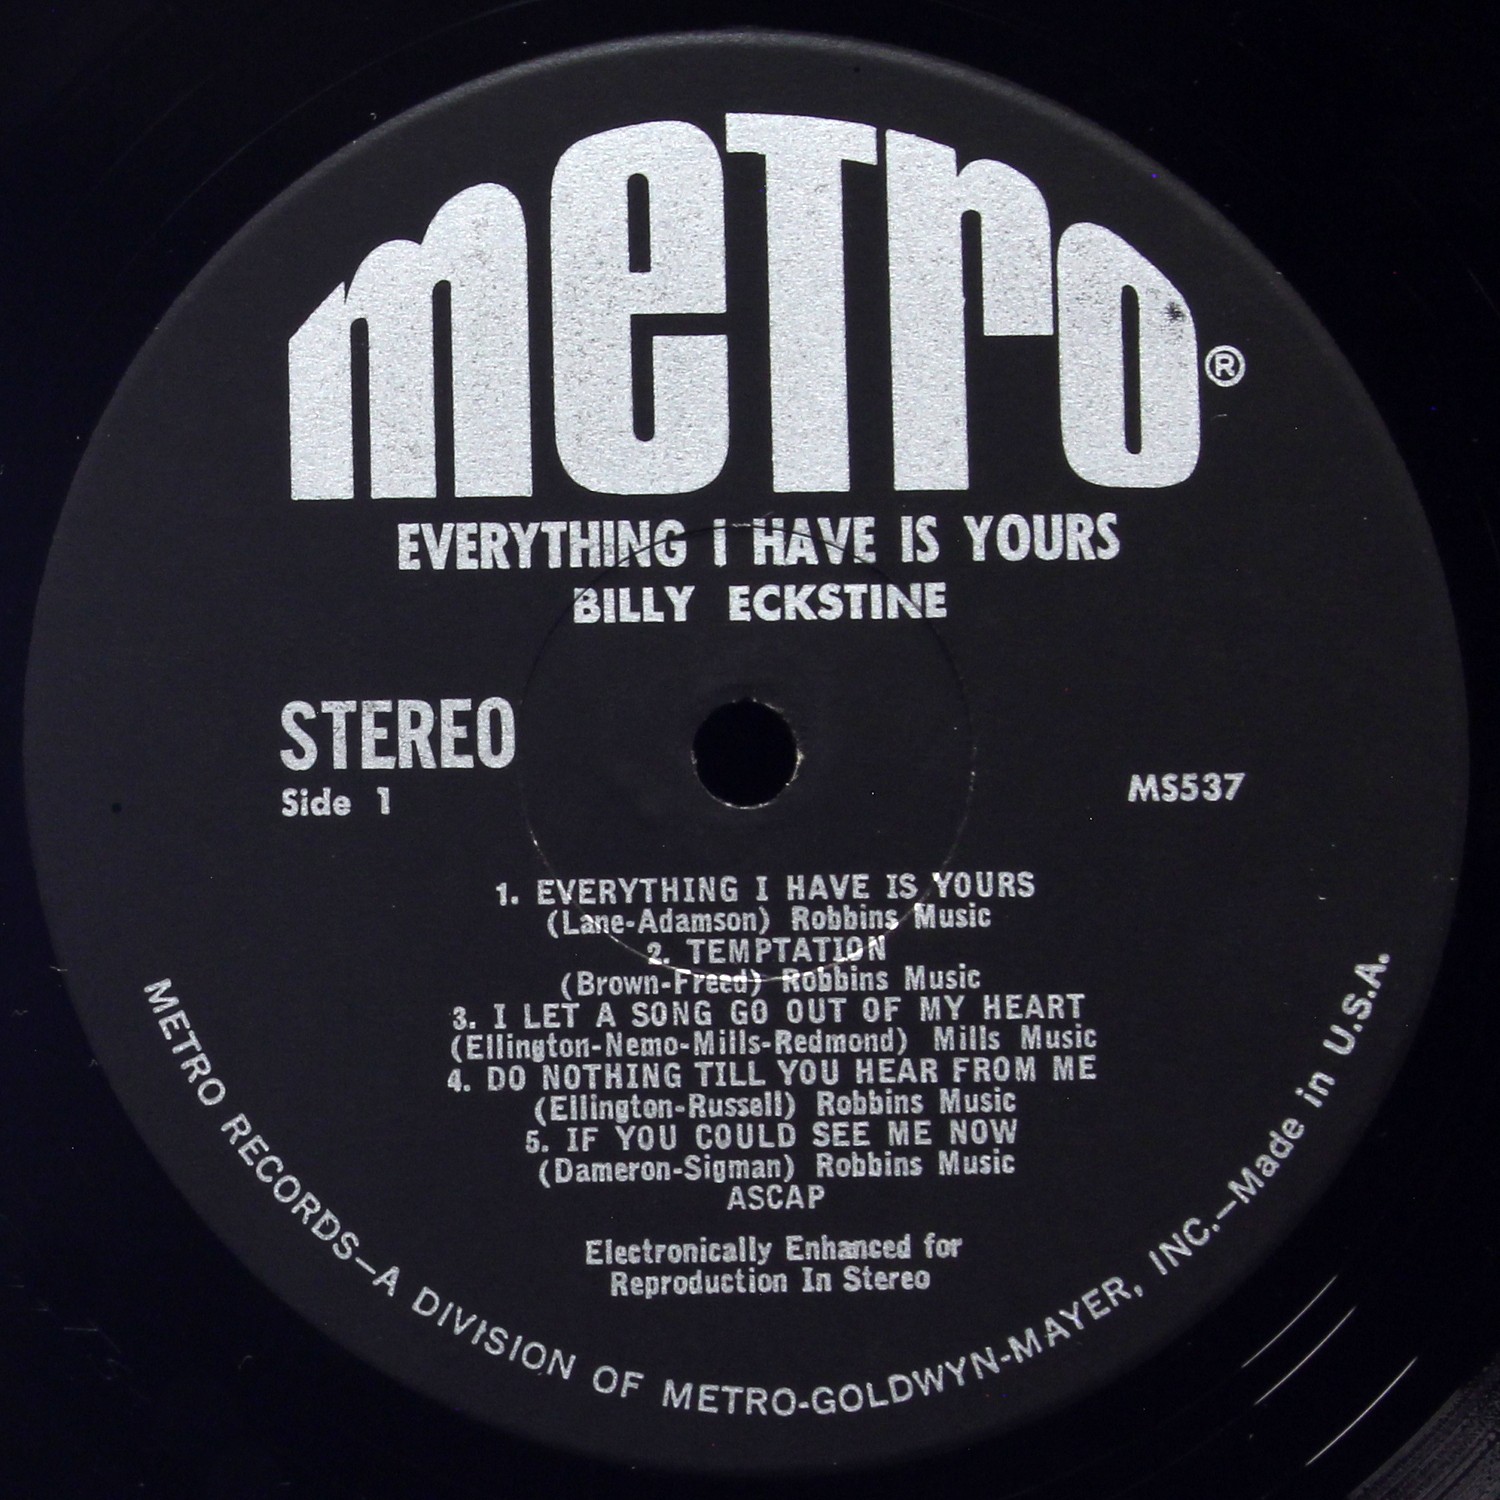 metro®
EVERYTHING I HAVE IS YOURS
BILLY ECKSTINE
STEREO
Side 1
MS537
1. EVERYTHING I HAVE IS YOURS
(Lane-Adamson) Robbins Music
2. TEMPTATION
(Brown-Freed) Robbins Music
3. I LET A SONG GO OUT OF MY HEART
(Ellington-Nemo-Mills-Redmond) Mills Music
4. DO NOTHING TILL YOU HEAR FROM ME
(Ellington-Russell) Robbins Music
5. IF YOU COULD SEE ME NOW
(Dameron-Sigman) Robbins Music
ASCAP
Electronically Enhanced for
Reproduction In Stereo
METRO RECORDS—A DIVISION OF METRO-GOLDWYN-MAYER, INC.—Made in U.S.A.